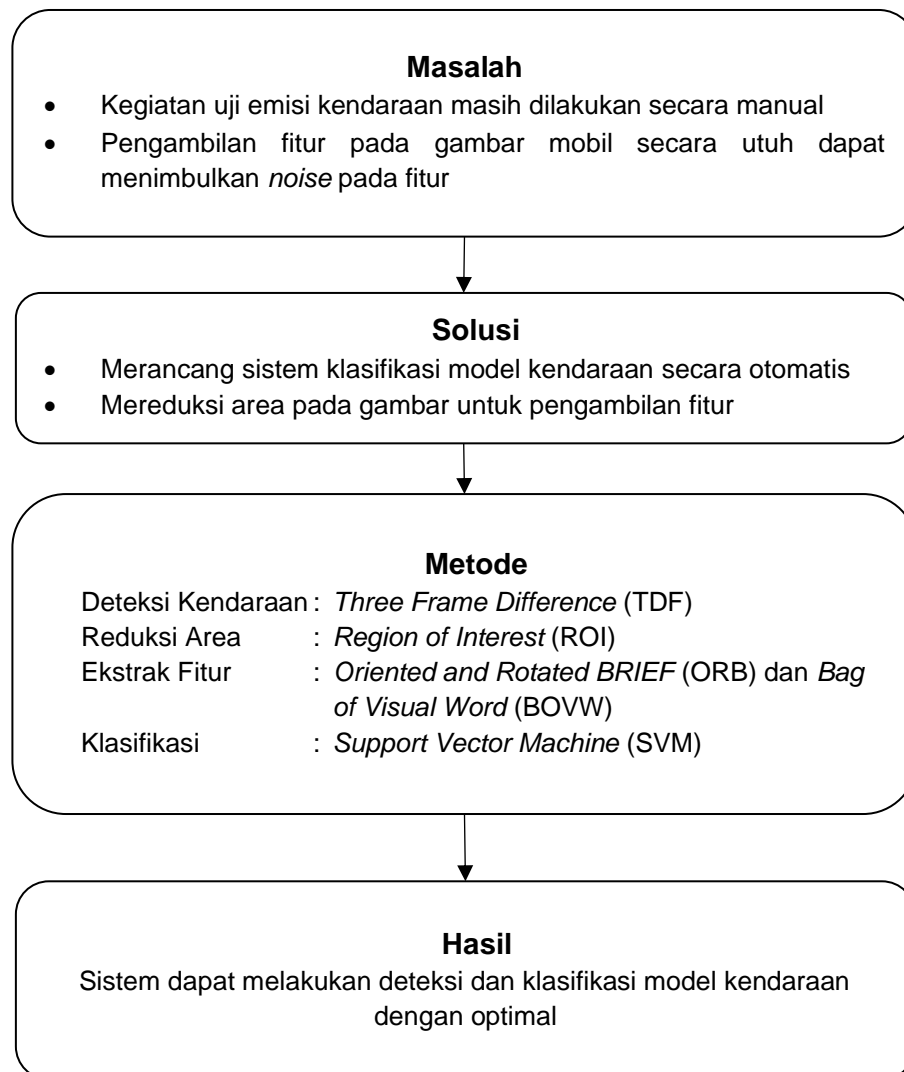 Masalah
• Kegiatan uji emisi kendaraan masih dilakukan secara manual
• Pengambilan fitur pada gambar mobil secara utuh dapat
menimbulkan noise pada fitur
Solusi
• Merancang sistem klasifikasi model kendaraan secara otomatis
• Mereduksi area pada gambar untuk pengambilan fitur
Metode
Deteksi Kendaraan : Three Frame Difference (TDF)
Reduksi Area : Region of Interest (ROI)
Ekstrak Fitur : Oriented and Rotated BRIEF (ORB) dan Bag
of Visual Word (BOVW)
Klasifikasi : Support Vector Machine (SVM)
Hasil
Sistem dapat melakukan deteksi dan klasifikasi model kendaraan
dengan optimal